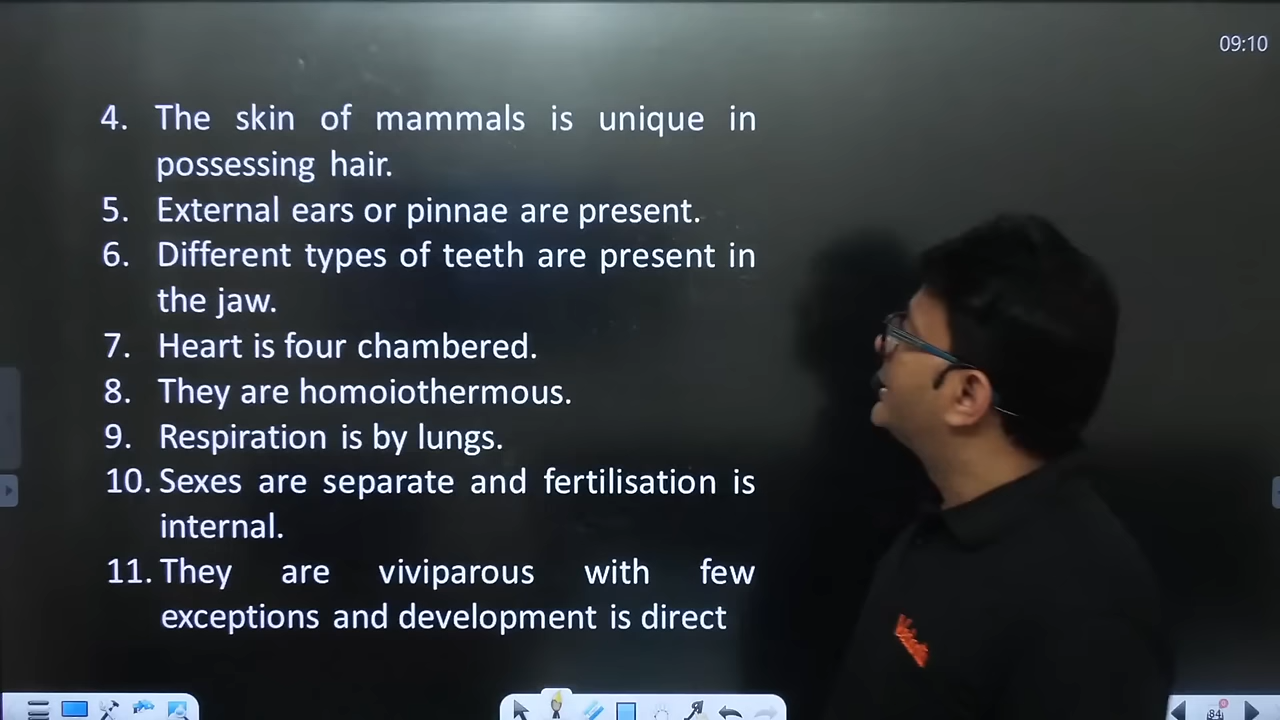 09:10
4. The skin of mammals is unique in
possessing hair.
5. External ears or pinnae are present.
6. Different types of teeth are present in
the jaw.
7. Heart is four chambered.
8. They are homoiothermous.
9. Respiration is by lungs.
10. Sexes are separate and fertilisation is
internal.
11. They are viviparous with few
exceptions and development is direct
84